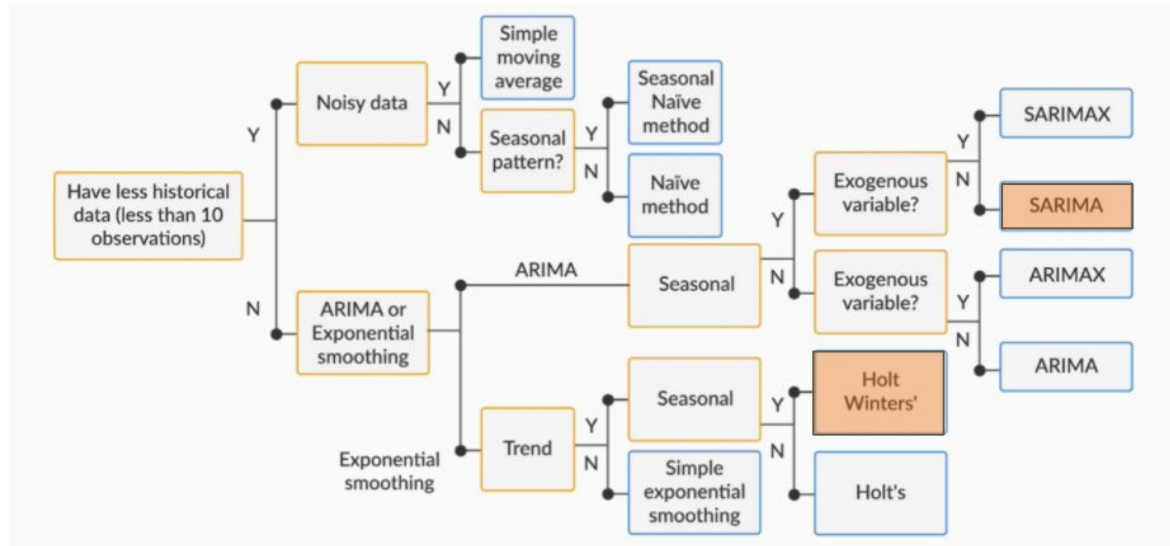 Have less historical
data (less than 10
observations)
Y
N
Noisy data
Y
N
Simple
moving
average
Seasonal
pattern?
Y
N
Seasonal
Naïve
method
Naïve
method
ARIMA or
Exponential
smoothing
ARIMA
Seasonal
Y
N
Exogenous
variable?
Y
N
SARIMAX
SARIMA
Exogenous
variable?
Y
N
ARIMAX
ARIMA
Exponential
smoothing
Trend
Y
N
Seasonal
Y
N
Holt
Winters'
Holt's
Simple
exponential
smoothing